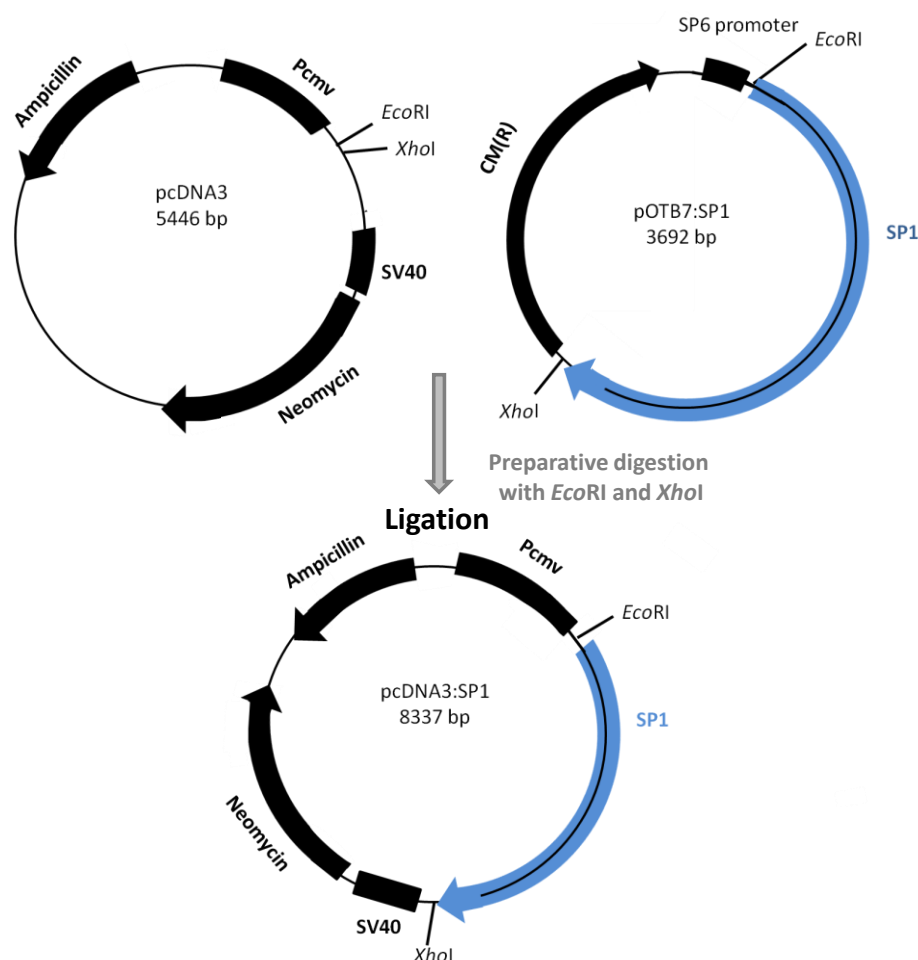 Ampicillin
Pcmv
EcoRI
XhoI
pcDNA3
5446 bp
SV40
Neomycin
SP6 promoter
EcoRI
CM(R)
pOTB7:SP1
3692 bp
SP1
XhoI
Preparative digestion
with EcoRI and XhoI
Ligation
Ampicillin
Pcmv
EcoRI
pcDNA3:SP1
8337 bp
SP1
Neomycin
SV40
XhoI